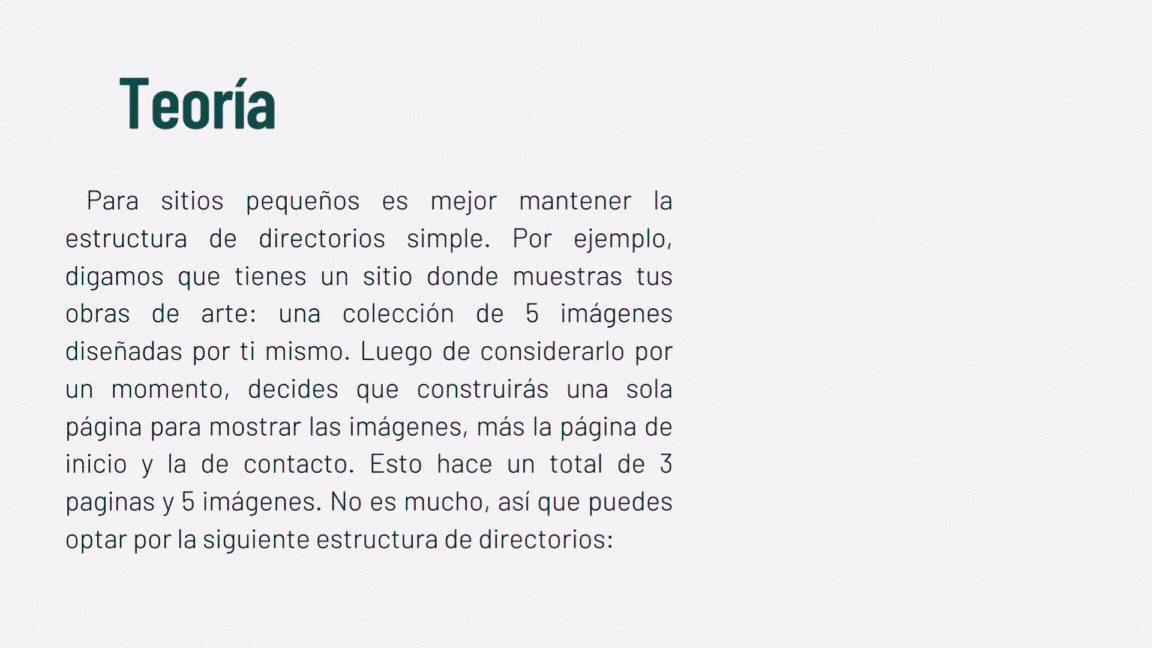 Teoría
Para sitios pequeños es mejor mantener la
estructura de directorios simple. Por ejemplo,
digamos que tienes un sitio donde muestras tus
obras de arte: una colección de 5 imágenes
diseñadas por ti mismo. Luego de considerarlo por
un momento, decides que construirás una sola
página para mostrar las imágenes, más la página de
inicio y la de contacto. Esto hace un total de 3
paginas y 5 imágenes. No es mucho, así que puedes
optar por la siguiente estructura de directorios: